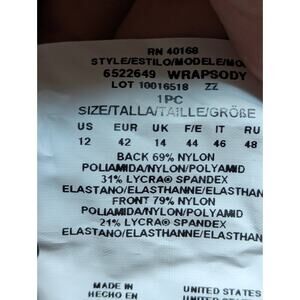 RN 40168
STYLE/ESTILO/MODELE/MO
6522649 WRAPSODY
LOT 10016518 ZZ
1PC
SIZE/TALLA/TAILLE/GRÖßE
US EUR UK F/E IT RU
12 42 14 44 46 48
BACK 69% NYLON
POLIAMIDA/NYLON/POLYAMID
31% LYCRA® SPANDEX
ELASTANO/ELASTHANNE/ELASTHAN
FRONT 79% NYLON
POLIAMIDA/NYLON/POLYAMID
21% LYCRA® SPANDEX
ELASTANO/ELASTHANNE/ELASTHAN
MADE IN UNITED STATES
HECHO EN